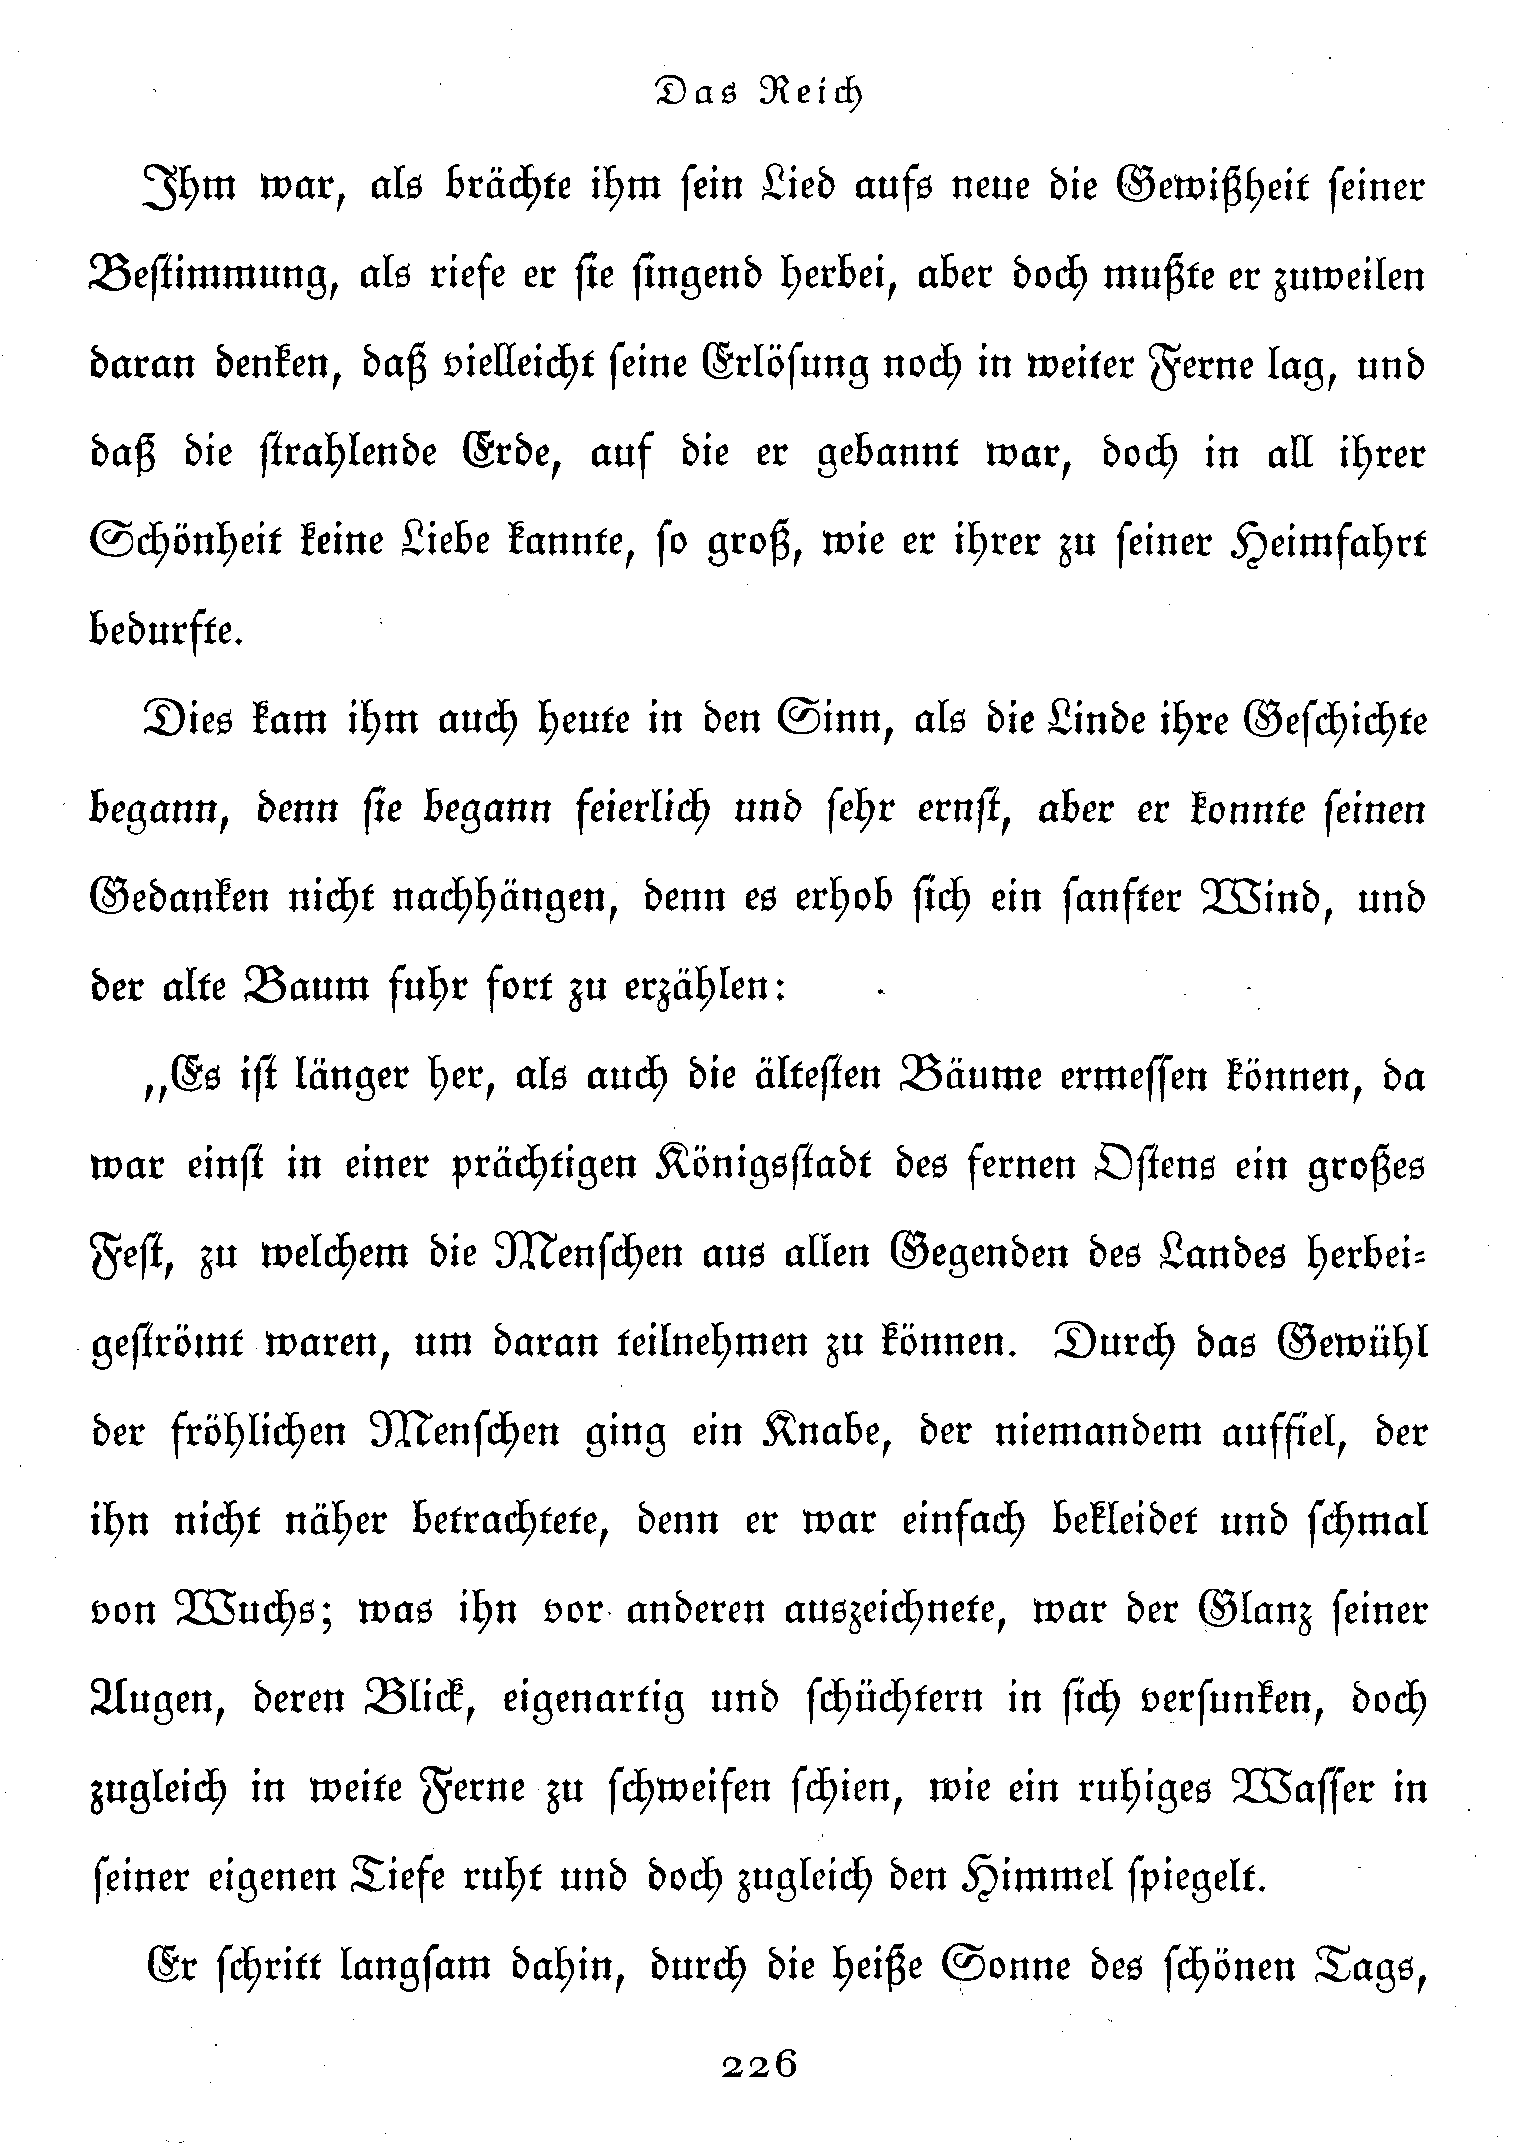 Das Reich
Ihm war, als brächte ihm sein Lied aufs neue die Gewißheit seiner
Bestimmung, als riefe er sie singend herbei, aber doch mußte er zuweilen
daran denken, daß vielleicht seine Erlösung noch in weiter Ferne lag, und
daß die strahlende Erde, auf die er gebannt war, doch in all ihrer
Schönheit keine Liebe kannte, so groß, wie er ihrer zu seiner Heimfahrt
bedurfte.
Dies kam ihm auch heute in den Sinn, als die Linde ihre Geschichte
begann, denn sie begann feierlich und sehr ernst, aber er konnte seinen
Gedanken nicht nachhängen, denn es erhob sich ein sanfter Wind, und
der alte Baum fuhr fort zu erzählen:
„Es ist länger her, als auch die ältesten Bäume ermessen können, da
war einst in einer prächtigen Königsstadt des fernen Ostens ein großes
Fest, zu welchem die Menschen aus allen Gegenden des Landes herbei-
geströmt waren, um daran teilnehmen zu können. Durch das Gewühl
der fröhlichen Menschen ging ein Knabe, der niemandem auffiel, der
ihn nicht näher betrachtete, denn er war einfach bekleidet und schmal
von Wuchs; was ihn vor anderen auszeichnete, war der Glanz seiner
Augen, deren Blick, eigenartig und schüchtern in sich versunken, doch
zugleich in weite Ferne zu schweifen schien, wie ein ruhiges Wasser in
seiner eigenen Tiefe ruht und doch zugleich den Himmel spiegelt.
Er schritt langsam dahin, durch die heiße Sonne des schönen Tags,
226